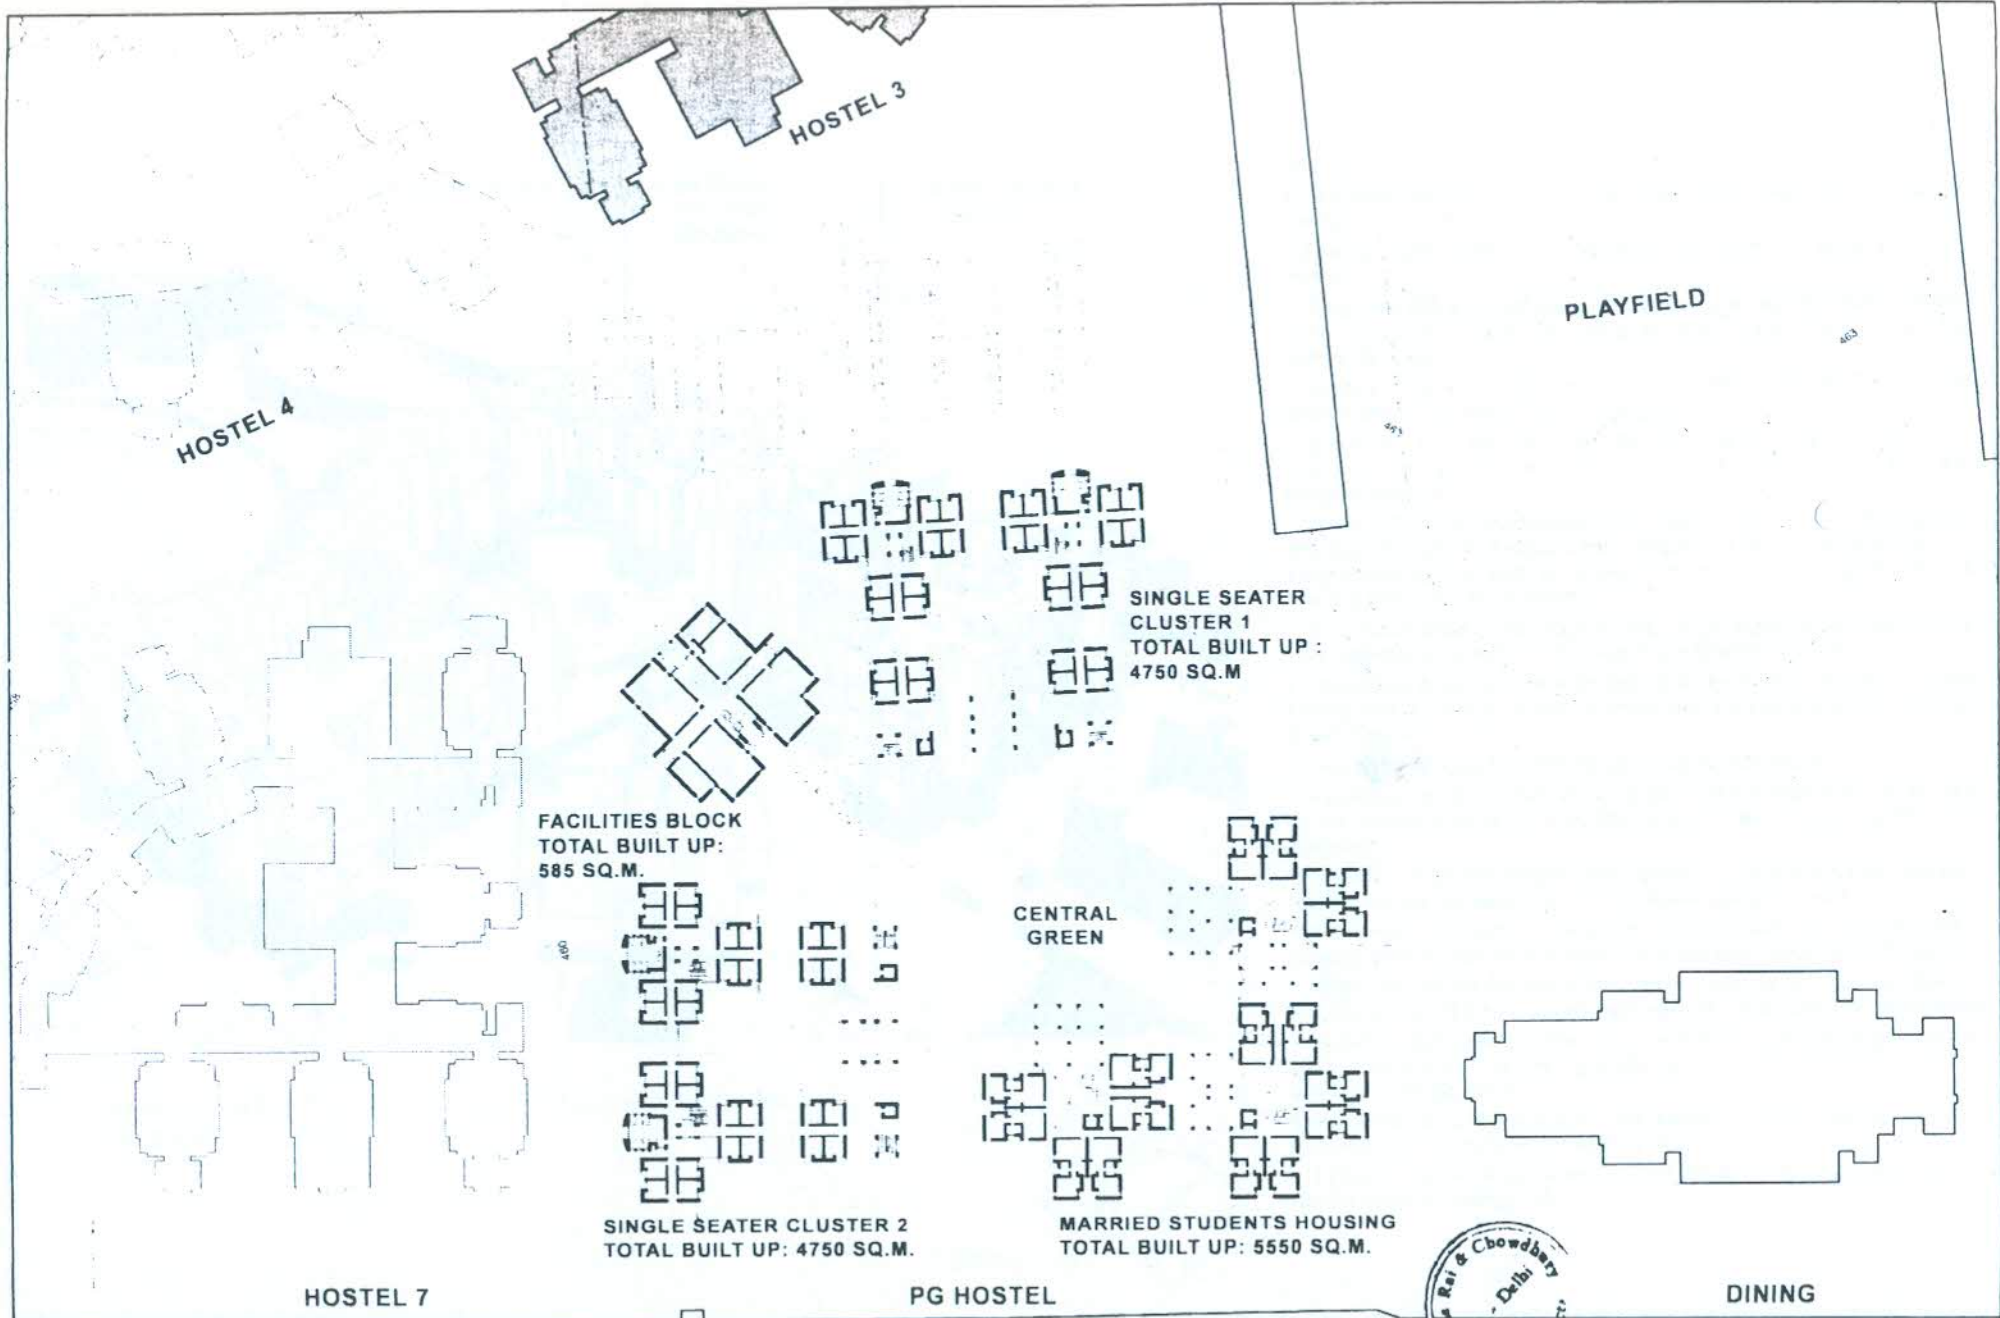 HOSTEL 3
PLAYFIELD
463
HOSTEL 4
SINGLE SEATER
CLUSTER 1
TOTAL BUILT UP :
4750 SQ.M
FACILITIES BLOCK
TOTAL BUILT UP:
585 SQ.M.
CENTRAL
GREEN
460
SINGLE SEATER CLUSTER 2
TOTAL BUILT UP: 4750 SQ.M.
MARRIED STUDENTS HOUSING
TOTAL BUILT UP: 5550 SQ.M.
Rai & Chowdhury
Delhi
HOSTEL 7
PG HOSTEL
DINING